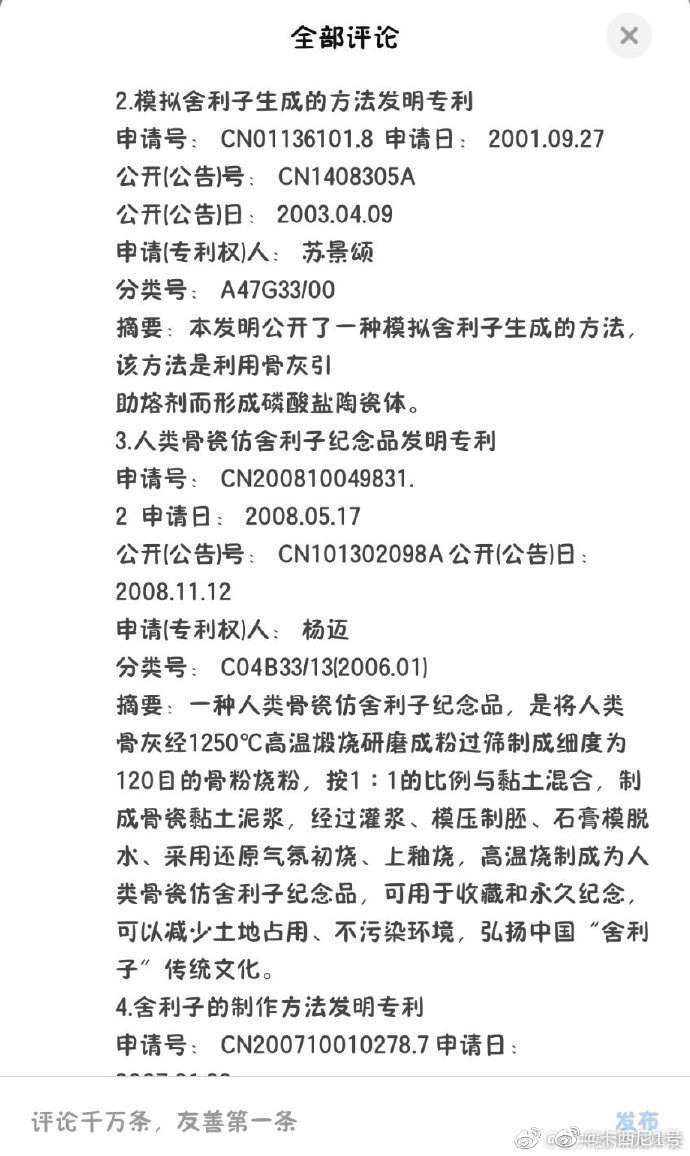 全部评论
2.模拟舍利子生成的方法发明专利
申请号： CN01136101.8 申请日： 2001.09.27
公开(公告)号： CN1408305A
公开(公告)日： 2003.04.09
申请(专利权)人： 苏景颂
分类号： A47G33/00
摘要：本发明公开了一种模拟舍利子生成的方法，
该方法是利用骨灰引
助熔剂而形成磷酸盐陶瓷体。
3.人类骨瓷仿舍利子纪念品发明专利
申请号： CN200810049831.
2 申请日： 2008.05.17
公开(公告)号： CN101302098A 公开(公告)日：
2008.11.12
申请(专利权)人： 杨迈
分类号： C04B33/13(2006.01)
摘要：一种人类骨瓷仿舍利子纪念品，是将人类
骨灰经1250℃高温煅烧研磨成粉过筛制成细度为
120目的骨粉烧粉，按1：1的比例与黏土混合，制
成骨瓷黏土泥浆，经过灌浆、模压制胚、石膏模脱
水、采用还原气氛初烧、上釉烧，高温烧制成为人
类骨瓷仿舍利子纪念品，可用于收藏和永久纪念，
可以减少土地占用、不污染环境，弘扬中国“舍利
子”传统文化。
4.舍利子的制作方法发明专利
申请号： CN200710010278.7 申请日：
评论千万条，友善第一条
发布